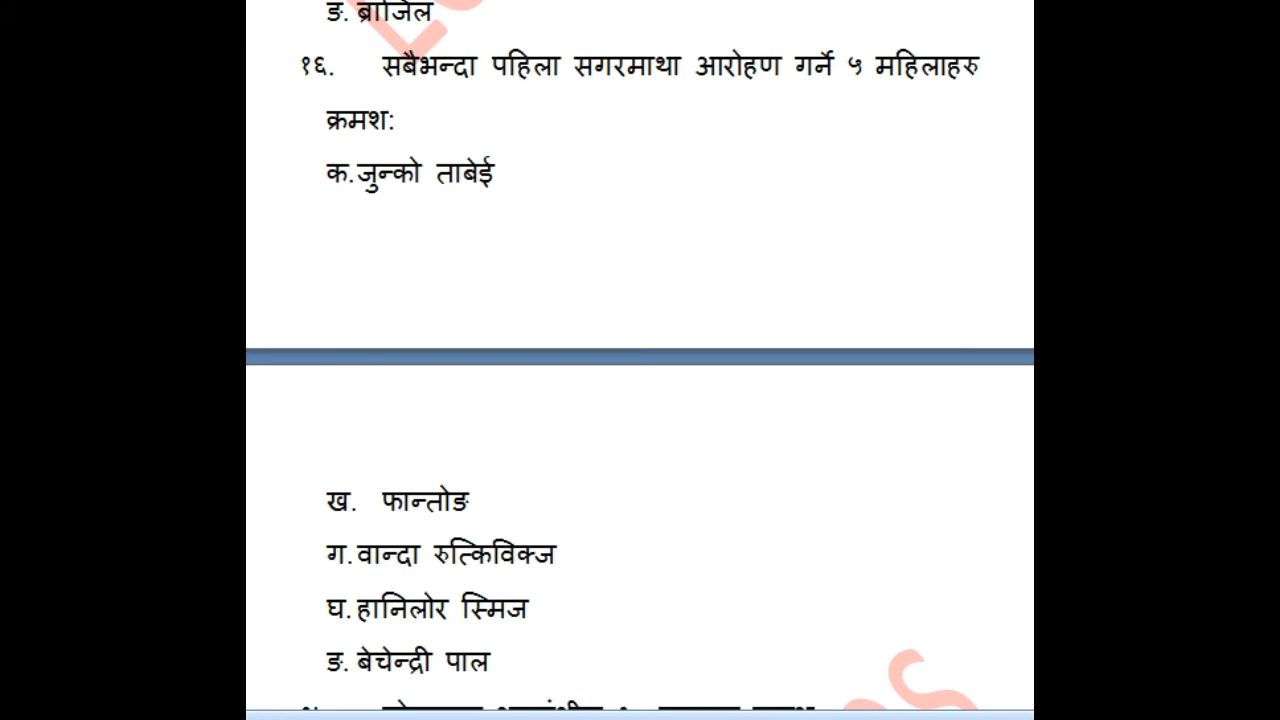 ङ. ब्राजिल
१६. सबैभन्दा पहिला सगरमाथा आरोहण गर्ने ५ महिलाहरु
क्रमश:
क.जुन्को ताबेई
ख. फान्तोङ
ग.वान्दा रुत्किविक्ज
घ.हानिलोर स्मिज
ङ. बेचेन्द्री पाल